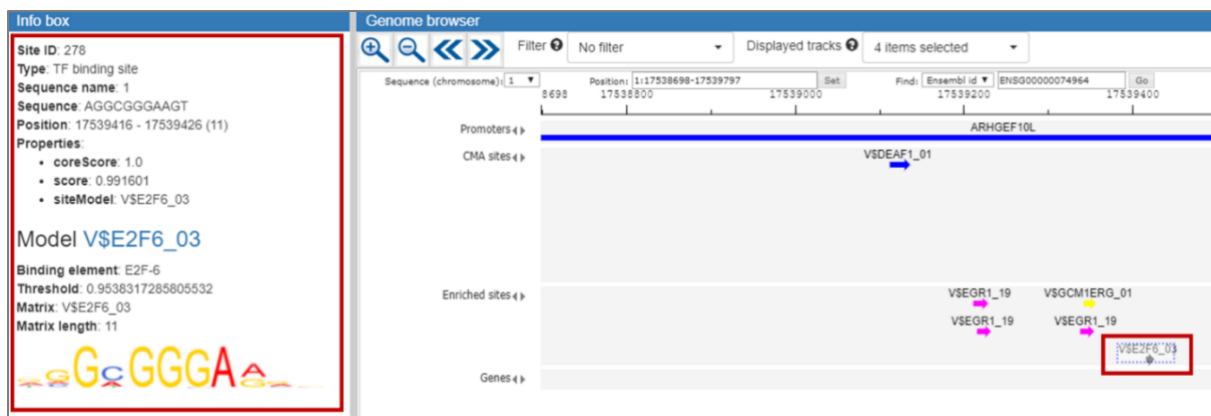 Info box
Site ID: 278
Type: TF binding site
Sequence name: 1
Sequence: AGGCGGGAAGT
Position: 17539416 - 17539426 (11)
Properties:
• coreScore: 1.0
• score: 0.991601
• siteModel: V$E2F6_03
Model V$E2F6_03
Binding element: E2F-6
Threshold: 0.9538317285805532
Matrix: V$E2F6_03
Matrix length: 11
GCGGGAA
Genome browser
Filter No filter Displayed tracks 4 items selected
Sequence (chromosome): 1 Position: 1:17538698-17539797 Set Find: Ensembl id ENSG00000074964 Go
8698 17538800 17539000 17539200 17539400
Promoters ARHGEF10L
CMA sites V$DEAF1_01
Enriched sites V$EGR1_19 V$GCM1ERG_01
V$EGR1_19 V$EGR1_19
V$E2F6_03
Genes